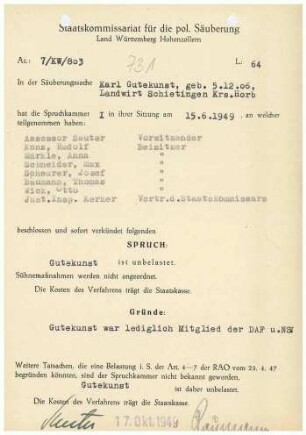 Staatskommissariat für die pol. Säuberung
Land Württemberg Hohenzollern
Az.: 7/KW/803
731
L: 64
In der Säuberungssache Karl Gutekunst, geb. 5.12.06,
Landwirt Schietingen Krs.Horb
hat die Spruchkammer I in ihrer Sitzung am 15.6.1949, an welcher
teilgenommen haben:
Assessor Sauter Vorsitzender
Rudolf Beisitzer
Märkle, Anna "
Schneider, Max "
Scheurer, Josef "
Baumann, Thomas "
Otto "
Just.Insp. Kerker Vertr.d.Staatskommissars
beschlossen und sofort verkündet folgenden
SPRUCH:
Gutekunst ist unbelastet.
Sühnemaßnahmen werden nicht angeordnet.
Die Kosten des Verfahrens trägt die Staatskasse.
Gründe:
Gutekunst war lediglich Mitglied der DAF u.NSV
Weitere Tatsachen, die eine Belastung i. S. der Art. 4—7 der RAO vom 25. 4. 47
begründen könnten, sind der Spruchkammer nicht bekannt geworden.
Gutekunst ist daher unbelastet.
Die Kosten des Verfahrens trägt die Staatskasse.
17. Okt. 1949
Baumann